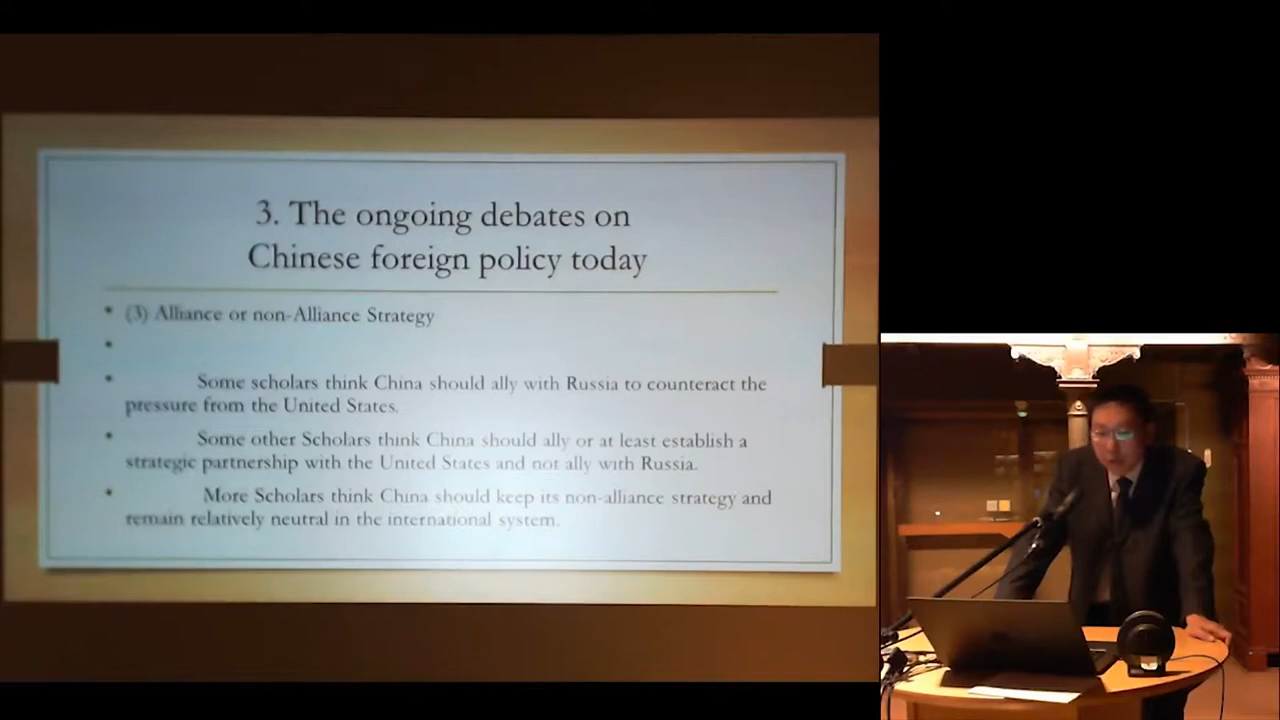 3. The ongoing debates on
Chinese foreign policy today
• (3) Alliance or non-Alliance Strategy
•
• Some scholars think China should ally with Russia to counteract the
pressure from the United States.
• Some other Scholars think China should ally or at least establish a
strategic partnership with the United States and not ally with Russia.
• More Scholars think China should keep its non-alliance strategy and
remain relatively neutral in the international system.